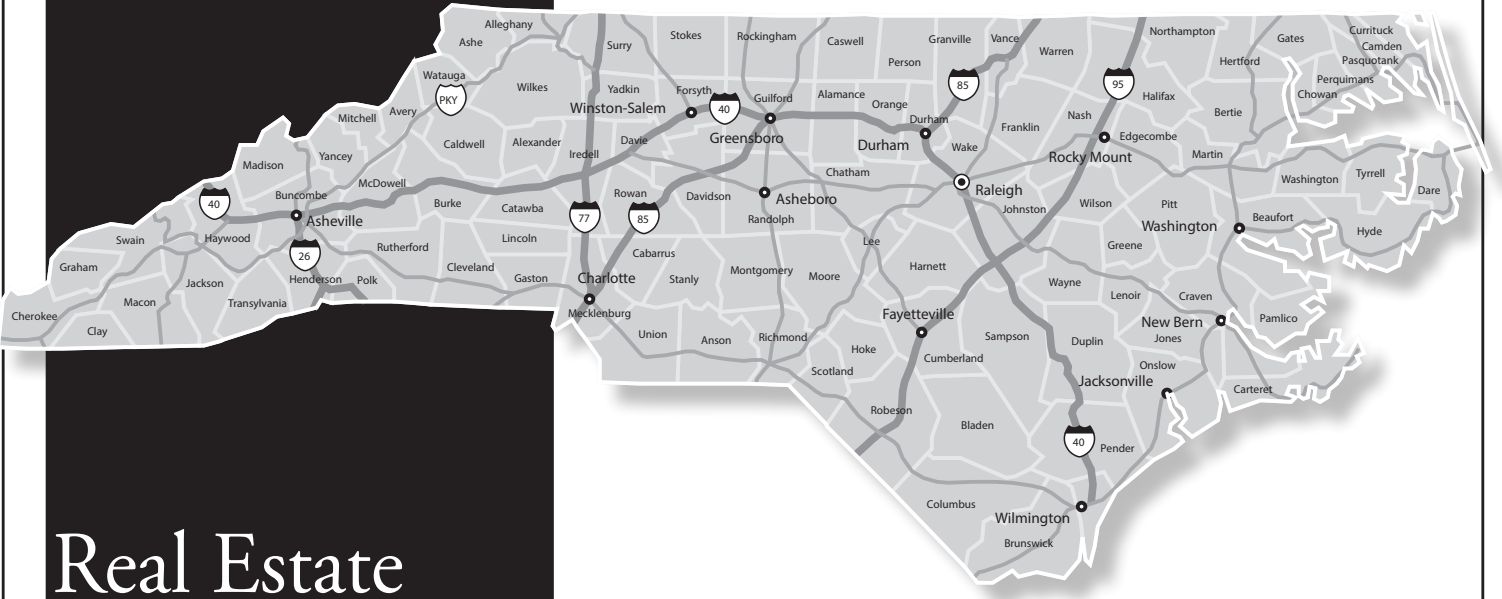 Alleghany
Ashe
Surry
Stokes
Rockingham
Caswell
Person
Granville
Vance
Warren
Northampton
Gates
Currituck
Camden
Pasquotank
Perquimans
Chowan
Hertford
Halifax
Bertie
Watauga
PKY
Wilkes
Yadkin
Forsyth
Winston-Salem
40
Guilford
Greensboro
Alamance
Orange
Durham
Durham
85
95
Nash
Edgecombe
Rocky Mount
Franklin
Wake
Raleigh
Martin
Washington
Tyrrell
Dare
Avery
Mitchell
Yancey
Madison
Caldwell
Alexander
Iredell
Davie
Davidson
Rowan
Asheboro
Randolph
Chatham
Johnston
Wilson
Pitt
Washington
Beaufort
Hyde
McDowell
Buncombe
40
Asheville
Burke
Catawba
77
85
Lincoln
Cabarrus
Lee
Greene
Swain
Haywood
26
Henderson
Polk
Rutherford
Cleveland
Gaston
Charlotte
Mecklenburg
Stanly
Montgomery
Moore
Harnett
Wayne
Lenoir
Craven
New Bern
Jones
Pamlico
Graham
Jackson
Macon
Transylvania
Cherokee
Clay
Union
Anson
Richmond
Hoke
Scotland
Fayetteville
Cumberland
Sampson
Duplin
Onslow
Jacksonville
Carteret
Robeson
Bladen
40
Pender
Columbus
Wilmington
Brunswick
Real Estate